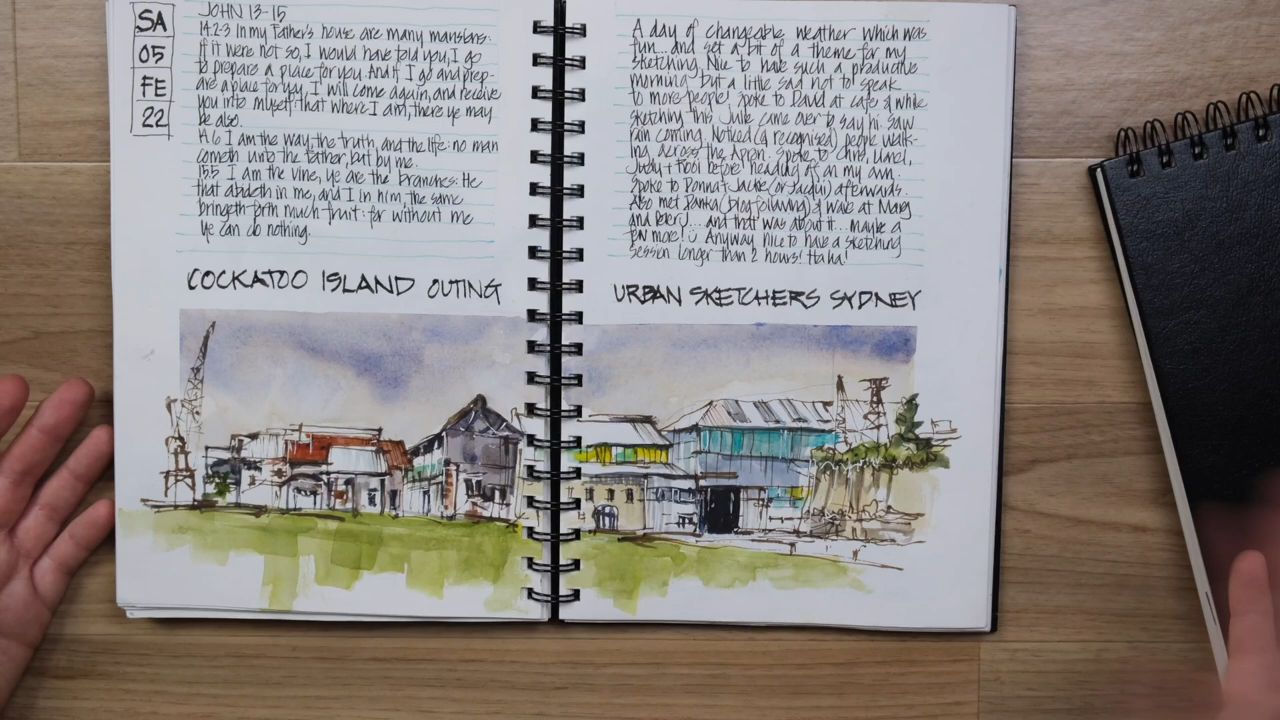 SA
05
FE
22
JOHN 13-15
14:2-3 In my Father's house are many mansions:
if it were not so, I would have told you, I go
to prepare a place for you. And if I go and prep-
are a place for you, I will come again, and receive
you into myself; that where I am, there ye may
be also.
14:6 I am the way, the truth, and the life: no man
cometh unto the Father, but by me.
15:5 I am the vine, ye are the branches: He
that abideth in me, and I in him, the same
bringeth forth much fruit: for without me
ye can do nothing.
COCKATOO ISLAND OUTING
A day of changeable weather which was
fun... and set a bit of a theme for my
sketching. Nice to have such a productive
morning but a little sad not to speak
to more people! Spoke to David at cafe & while
sketching this Julie came over to say hi. Saw
rain coming. Noticed (& recognised) people walk-
ing across the Apron. Spoke to Chris,
before heading off on my own.
Spoke to Donna + Jackie (or Jacqui) afterwards.
Also met (blog following) & wave at Marg
and Peter J... and that was about it... maybe a
few more! Anyway, nice to have a sketching
session longer than 2 hours! Haha!
URBAN SKETCHERS SYDNEY